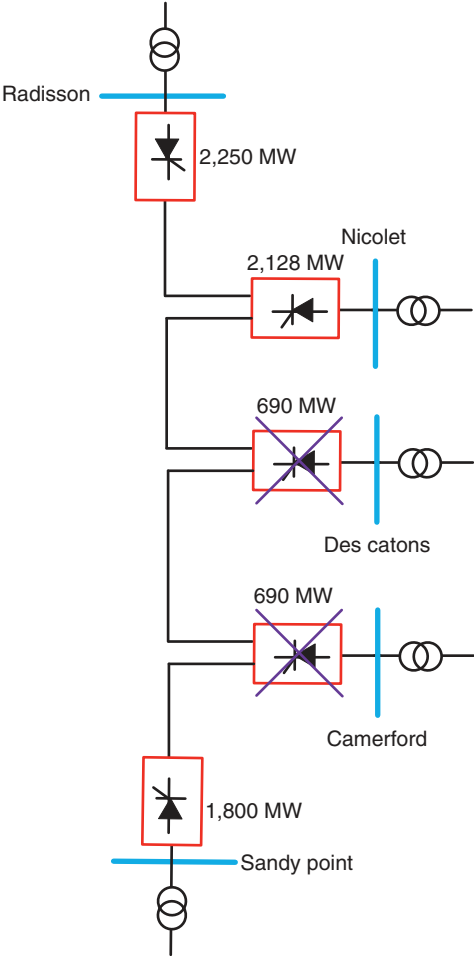 Radisson
2,250 MW
Nicolet
2,128 MW
690 MW
Des catons
690 MW
Camerford
1,800 MW
Sandy point